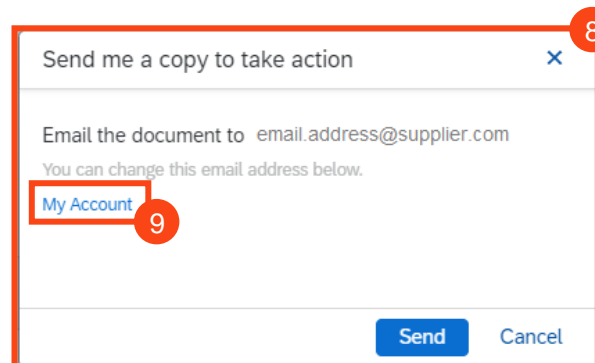 8
Send me a copy to take action
Email the document to email.address@supplier.com
You can change this email address below.
My Account
9
Send Cancel